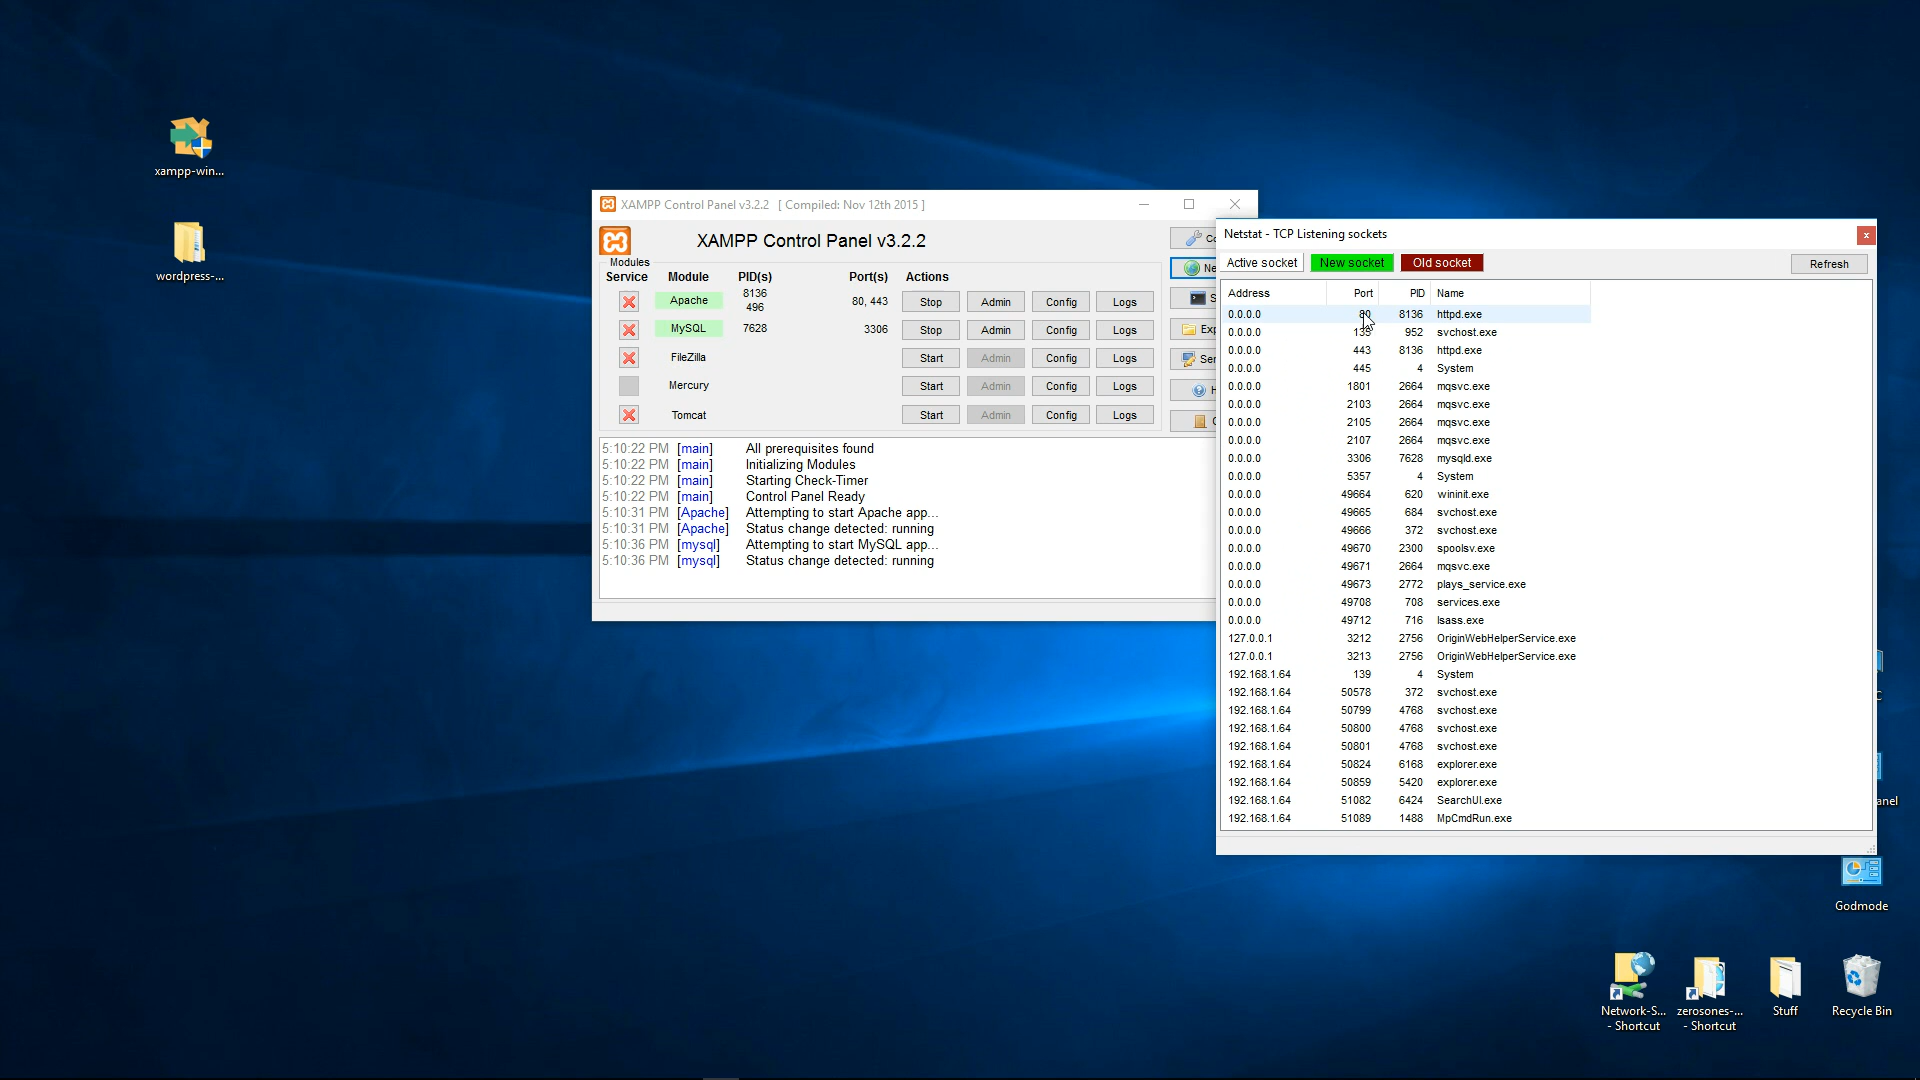 xampp-win...
wordpress-...
XAMPP Control Panel v3.2.2 [ Compiled: Nov 12th 2015 ]
XAMPP Control Panel v3.2.2
Modules
Service Module PID(s) Port(s) Actions
Apache 8136 496 80, 443 Stop Admin Config Logs
MySQL 7628 3306 Stop Admin Config Logs
FileZilla Start Admin Config Logs
Mercury Start Admin Config Logs
Tomcat Start Admin Config Logs
5:10:22 PM [main] All prerequisites found
5:10:22 PM [main] Initializing Modules
5:10:22 PM [main] Starting Check-Timer
5:10:22 PM [main] Control Panel Ready
5:10:31 PM [Apache] Attempting to start Apache app...
5:10:31 PM [Apache] Status change detected: running
5:10:36 PM [mysql] Attempting to start MySQL app...
5:10:36 PM [mysql] Status change detected: running
Netstat - TCP Listening sockets
Active socket New socket Old socket Refresh
Address Port PID Name
0.0.0.0 80 8136 httpd.exe
0.0.0.0 135 952 svchost.exe
0.0.0.0 443 8136 httpd.exe
0.0.0.0 445 4 System
0.0.0.0 1801 2664 mqsvc.exe
0.0.0.0 2103 2664 mqsvc.exe
0.0.0.0 2105 2664 mqsvc.exe
0.0.0.0 2107 2664 mqsvc.exe
0.0.0.0 3306 7628 mysqld.exe
0.0.0.0 5357 4 System
0.0.0.0 49664 620 wininit.exe
0.0.0.0 49665 684 svchost.exe
0.0.0.0 49666 372 svchost.exe
0.0.0.0 49670 2300 spoolsv.exe
0.0.0.0 49671 2664 mqsvc.exe
0.0.0.0 49673 2772 plays_service.exe
0.0.0.0 49708 708 services.exe
0.0.0.0 49712 716 lsass.exe
127.0.0.1 3212 2756 OriginWebHelperService.exe
127.0.0.1 3213 2756 OriginWebHelperService.exe
192.168.1.64 139 4 System
192.168.1.64 50578 372 svchost.exe
192.168.1.64 50799 4768 svchost.exe
192.168.1.64 50800 4768 svchost.exe
192.168.1.64 50801 4768 svchost.exe
192.168.1.64 50824 6168 explorer.exe
192.168.1.64 50859 5420 explorer.exe
192.168.1.64 51082 6424 SearchUI.exe
192.168.1.64 51089 1488 MpCmdRun.exe
Godmode
Network-S... - Shortcut
zerosones-... - Shortcut
Stuff
Recycle Bin